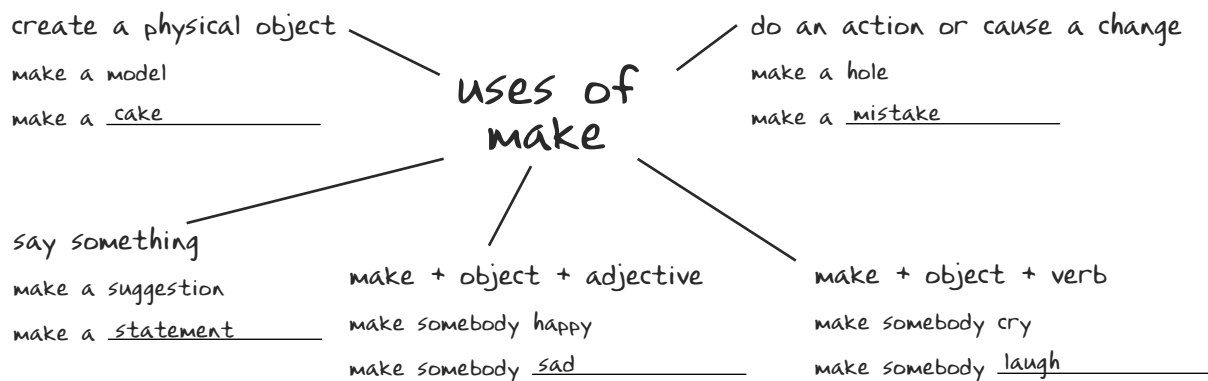 create a physical object
make a model
make a cake
do an action or cause a change
make a hole
make a mistake
uses of
make
say something
make a suggestion
make a statement
make + object + adjective
make somebody happy
make somebody sad
make + object + verb
make somebody cry
make somebody laugh